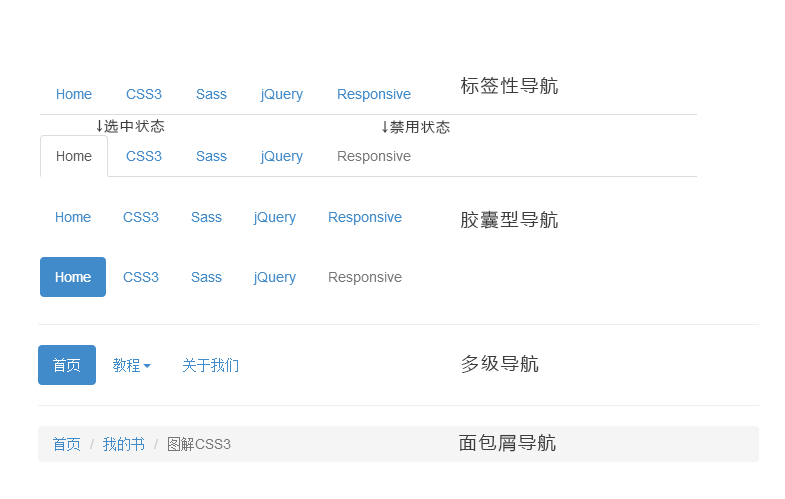 Home CSS3 Sass jQuery Responsive 标签性导航
↓选中状态 ↓禁用状态
Home CSS3 Sass jQuery Responsive
Home CSS3 Sass jQuery Responsive 胶囊型导航
Home CSS3 Sass jQuery Responsive
首页 教程 关于我们 多级导航
首页 / 我的书 / 图解CSS3 面包屑导航